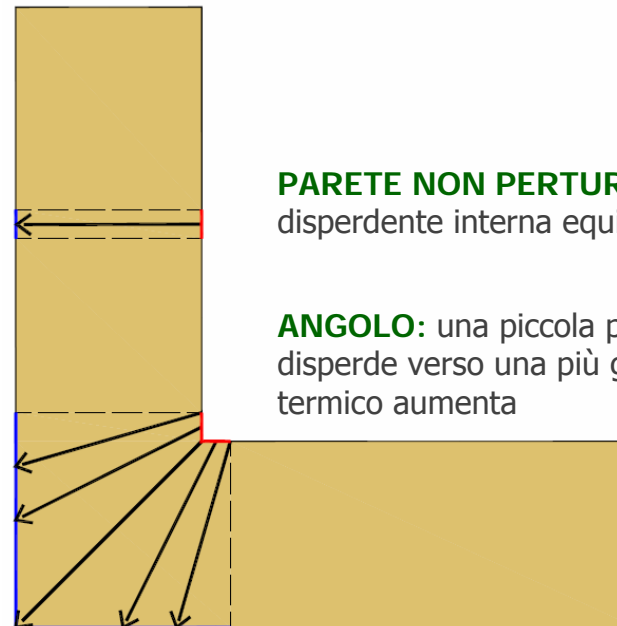 PARETE NON PERTUR
disperdente interna equi
ANGOLO: una piccola p
disperde verso una più g
termico aumenta